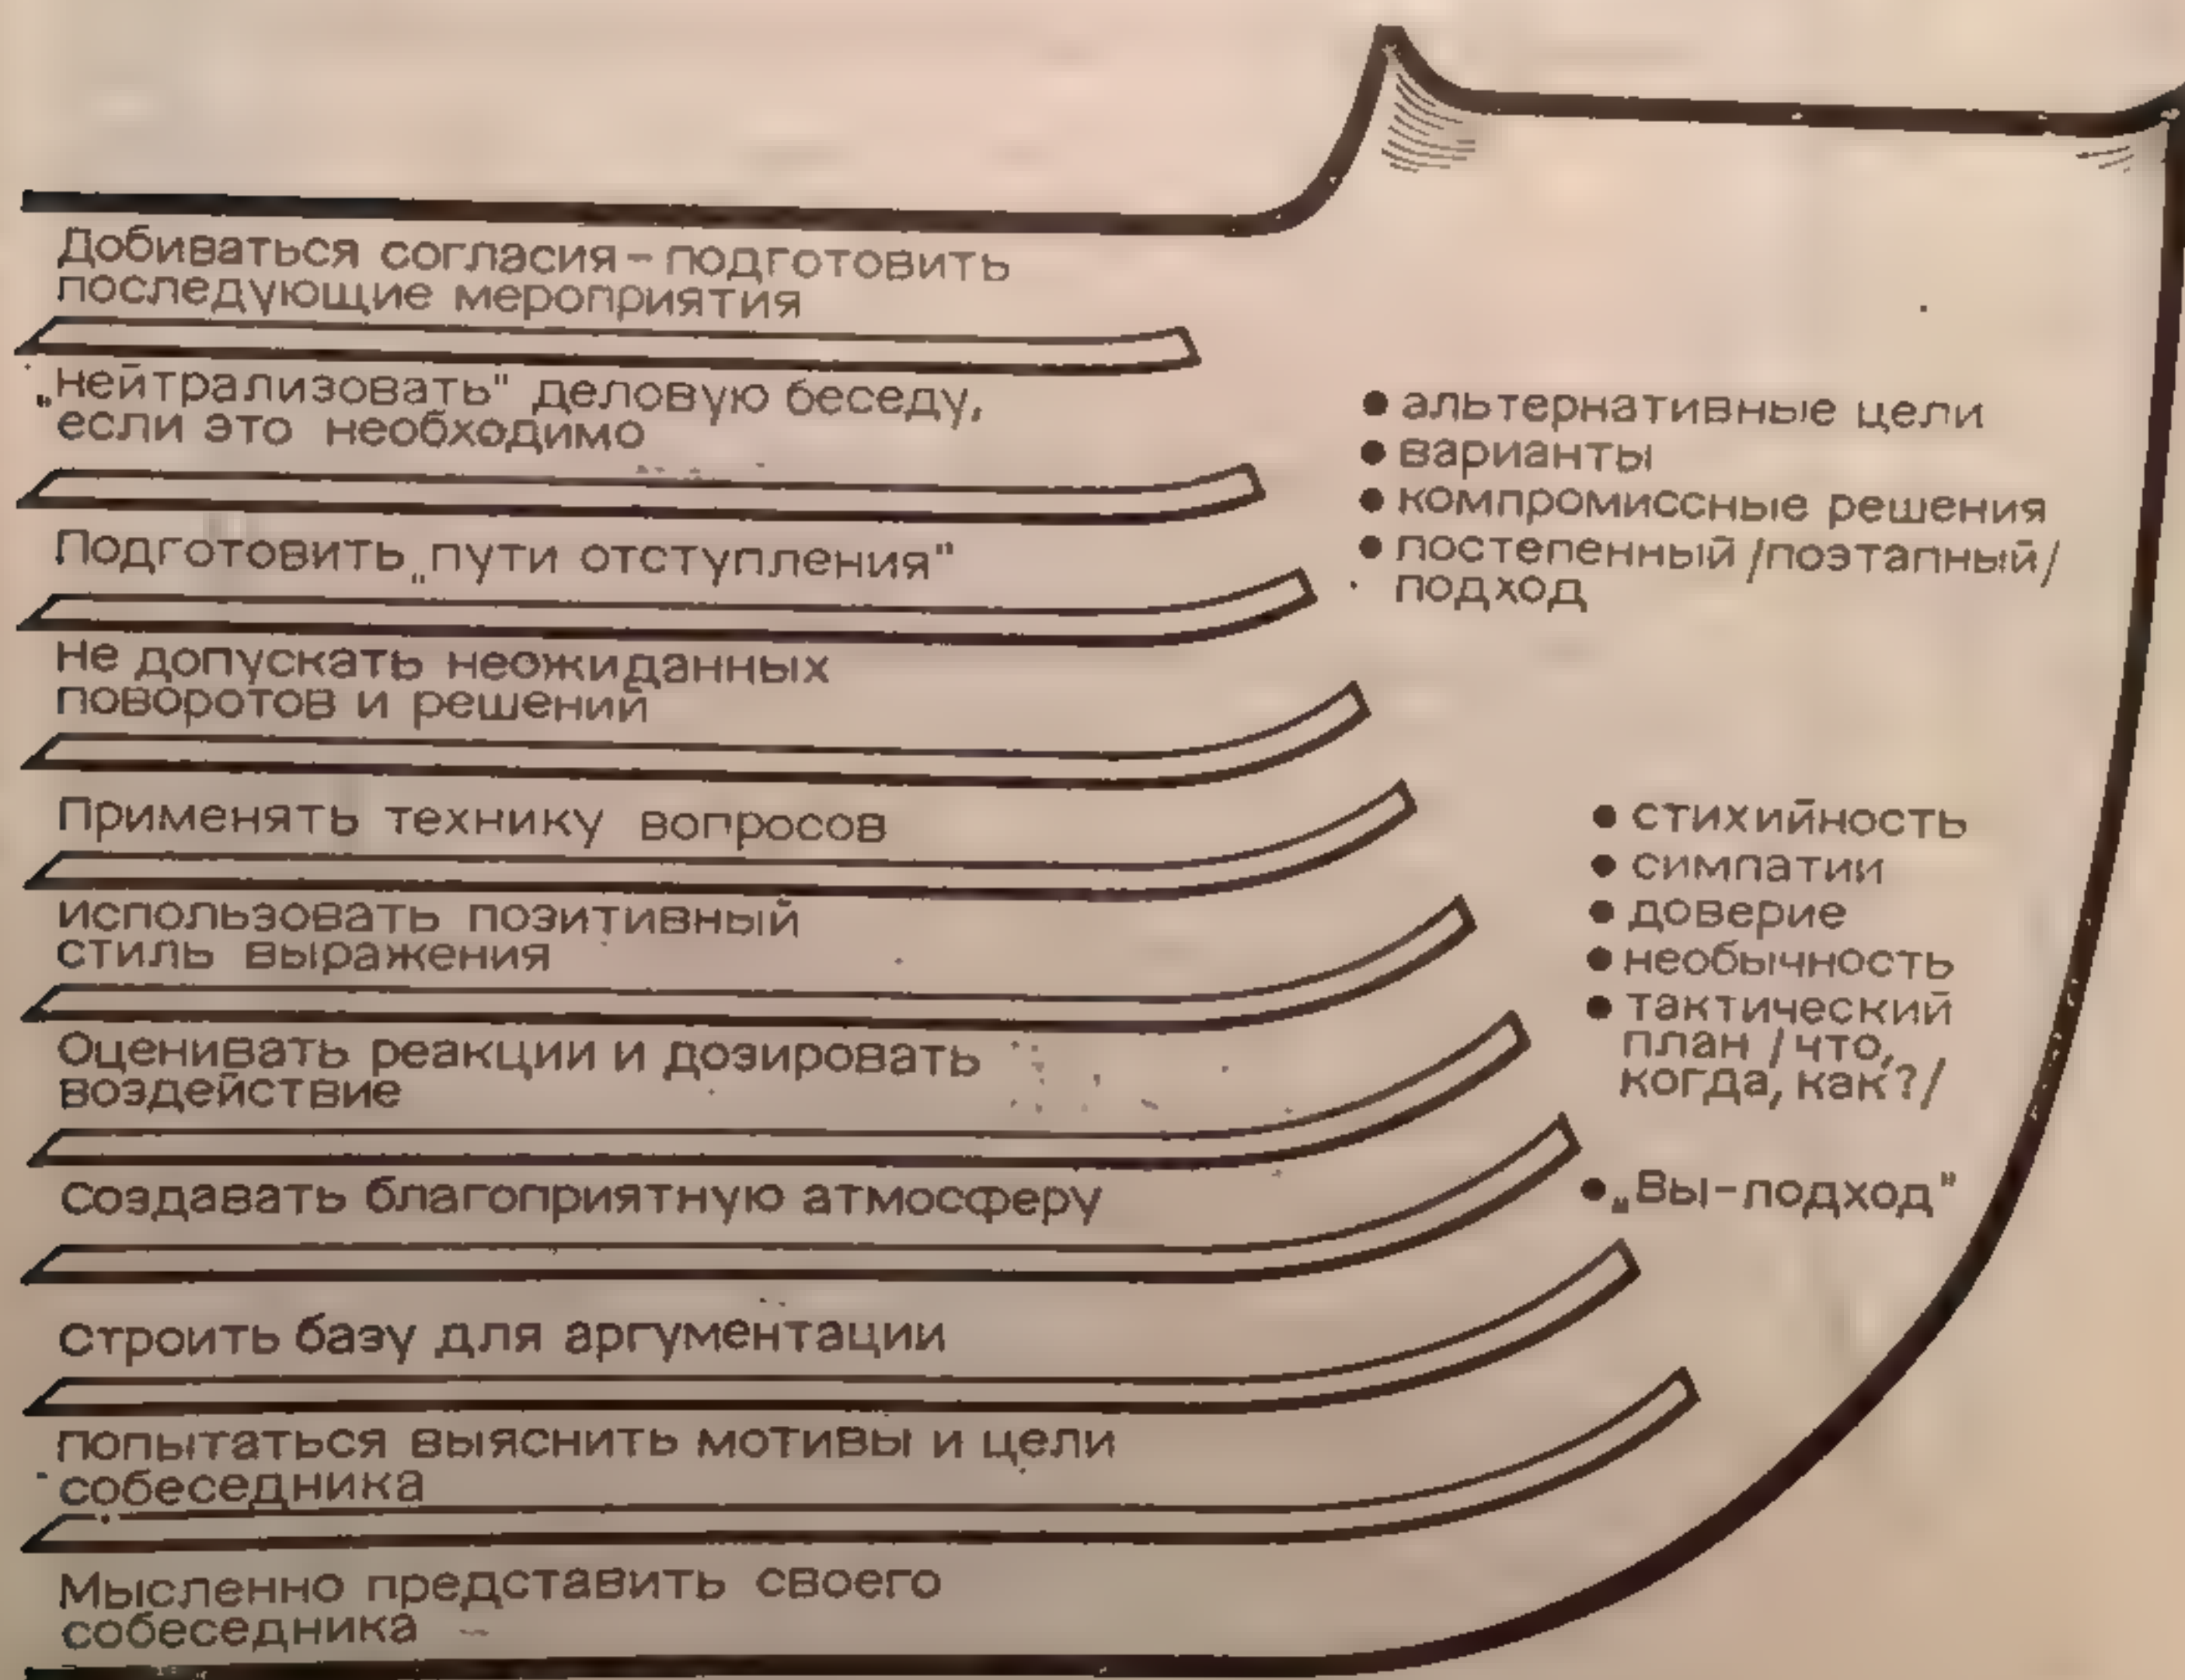 Добиваться согласия – подготовить
последующие мероприятия
„нейтрализовать" деловую беседу,
если это необходимо
Подготовить „пути отступления"
Не допускать неожиданных
поворотов и решений
Применять технику вопросов
использовать позитивный
стиль выражения
Оценивать реакции и дозировать
воздействие
Создавать благоприятную атмосферу
строить базу для аргументации
попытаться выяснить мотивы и цели
собеседника
Мысленно представить своего
собеседника
• альтернативные цели
• варианты
• компромиссные решения
• постепенный /поэтапный/
подход
• стихийность
• симпатии
• доверие
• необычность
• тактический
план /что,
когда, как?/
• „Вы-подход"